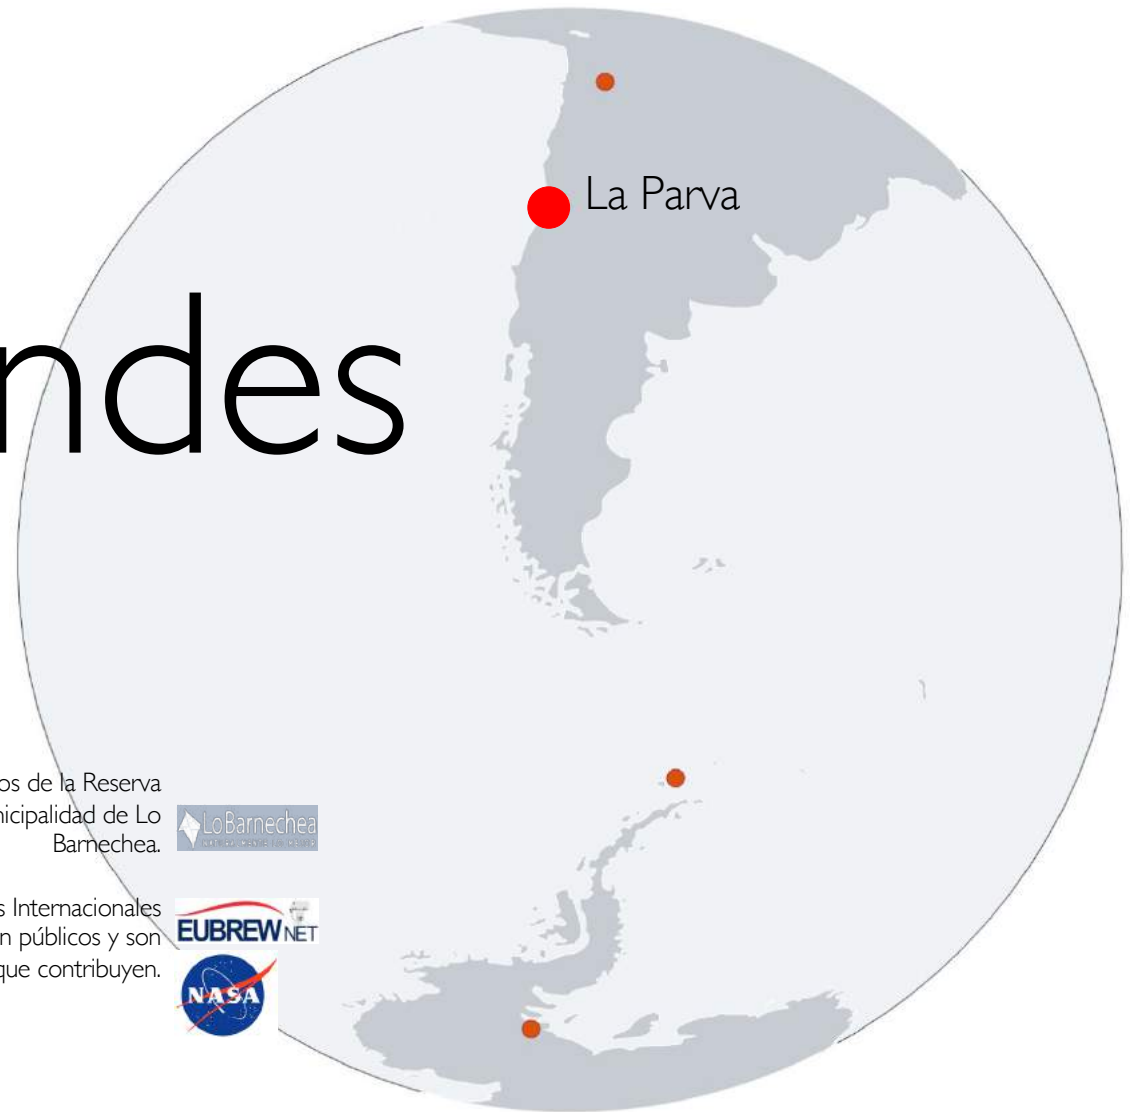 La Parva
ndes
os de la Reserva
nicipalidad de Lo
Barnechea.
LoBarnechea
s Internacionales
n públicos y son
que contribuyen.
EUBREWNET
NASA